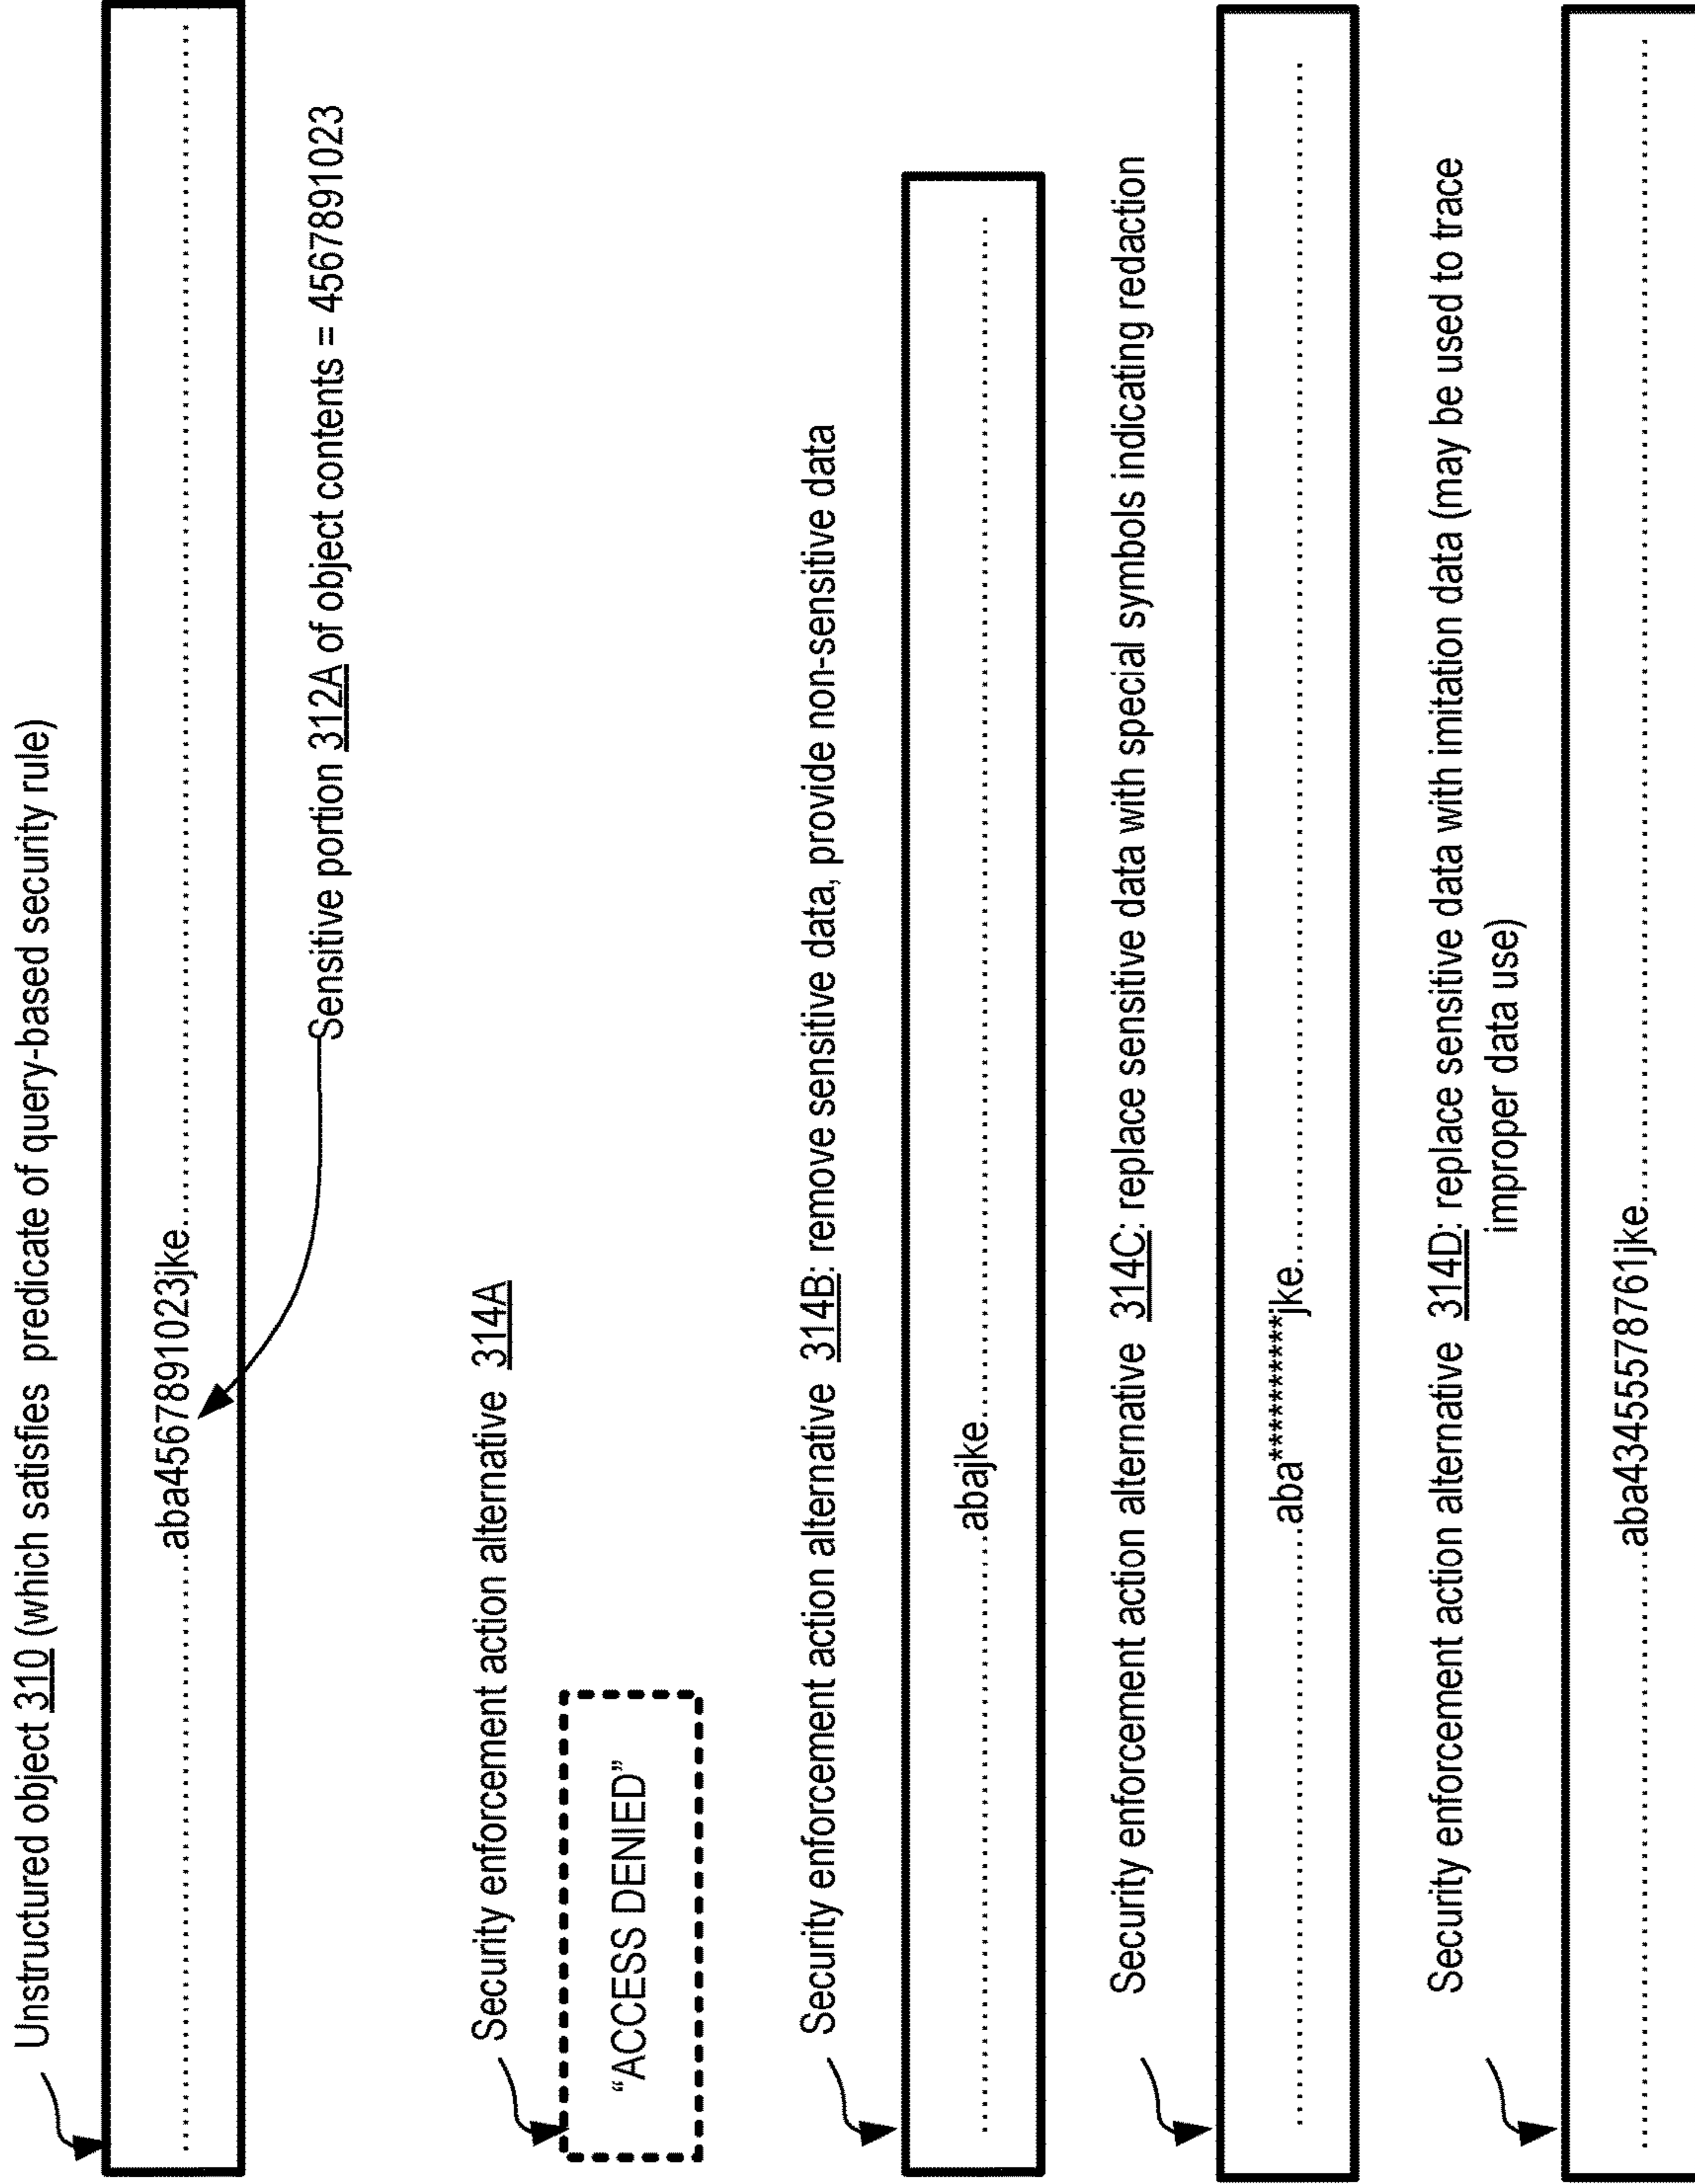 Unstructured object 310 (which satisfies predicate of query-based security rule)
..........aba4567891023jke..........
Sensitive portion 312A of object contents = 4567891023
Security enforcement action alternative 314A
“ACCESS DENIED”
Security enforcement action alternative 314B: remove sensitive data, provide non-sensitive data
..........abajke..........
Security enforcement action alternative 314C: replace sensitive data with special symbols indicating redaction
..........aba**********jke..........
Security enforcement action alternative 314D: replace sensitive data with imitation data (may be used to trace
improper data use)
..........aba43455578761jke..........